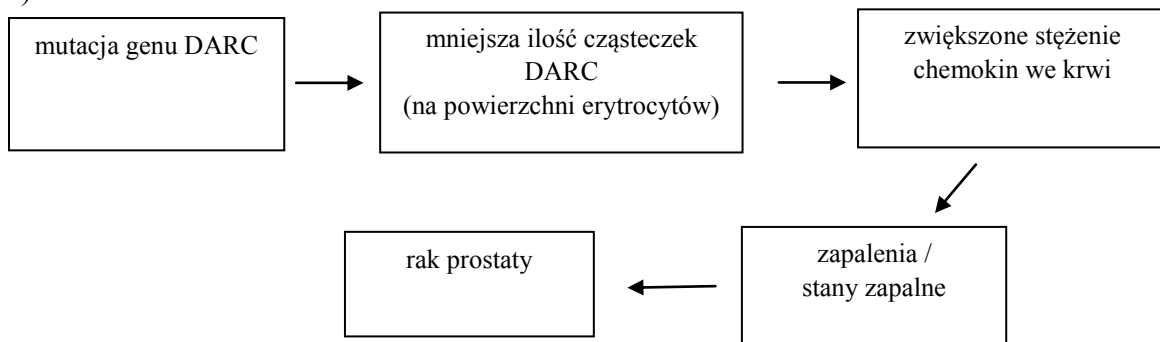 mutacja genu DARC
mniejsza ilość cząsteczek
DARC
(na powierzchni erytrocytów)
zwiększone stężenie
chemokin we krwi
zapalenia /
stany zapalne
rak prostaty